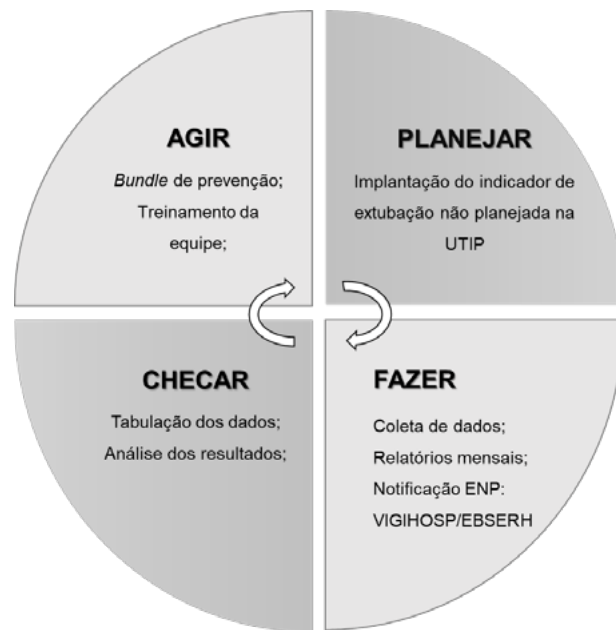 AGIR
Bundle de prevenção;
Treinamento da
equipe;
PLANEJAR
Implantação do indicador de
extubação não planejada na
UTIP
CHECAR
Tabulação dos dados;
Análise dos resultados;
FAZER
Coleta de dados;
Relatórios mensais;
Notificação ENP:
VIGIHOSP/EBSERH